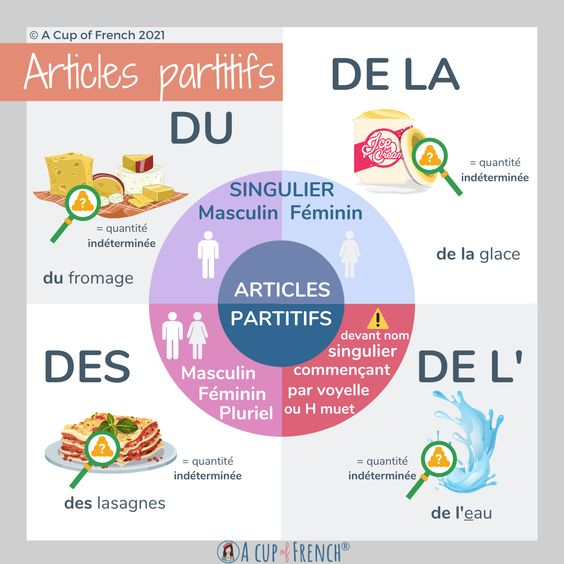 © A Cup of French 2021
Articles partitifs
DU
= quantité
indéterminée
du fromage
DE LA
Ice
Cream
= quantité
indéterminée
de la glace
SINGULIER
Masculin Féminin
ARTICLES
PARTITIFS
Masculin
Féminin
Pluriel
devant nom
singulier
commençant
par voyelle
ou H muet
DES
= quantité
indéterminée
des lasagnes
DE L'
= quantité
indéterminée
de l'eau
A CUP of FRENCH®